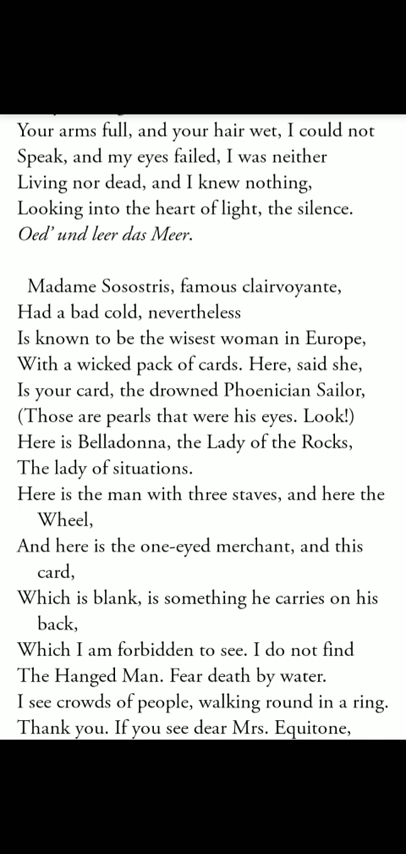 Your arms full, and your hair wet, I could not
Speak, and my eyes failed, I was neither
Living nor dead, and I knew nothing,
Looking into the heart of light, the silence.
Oed’ und leer das Meer.
Madame Sosostris, famous clairvoyante,
Had a bad cold, nevertheless
Is known to be the wisest woman in Europe,
With a wicked pack of cards. Here, said she,
Is your card, the drowned Phoenician Sailor,
(Those are pearls that were his eyes. Look!)
Here is Belladonna, the Lady of the Rocks,
The lady of situations.
Here is the man with three staves, and here the
Wheel,
And here is the one-eyed merchant, and this
card,
Which is blank, is something he carries on his
back,
Which I am forbidden to see. I do not find
The Hanged Man. Fear death by water.
I see crowds of people, walking round in a ring.
Thank you. If you see dear Mrs. Equitone,